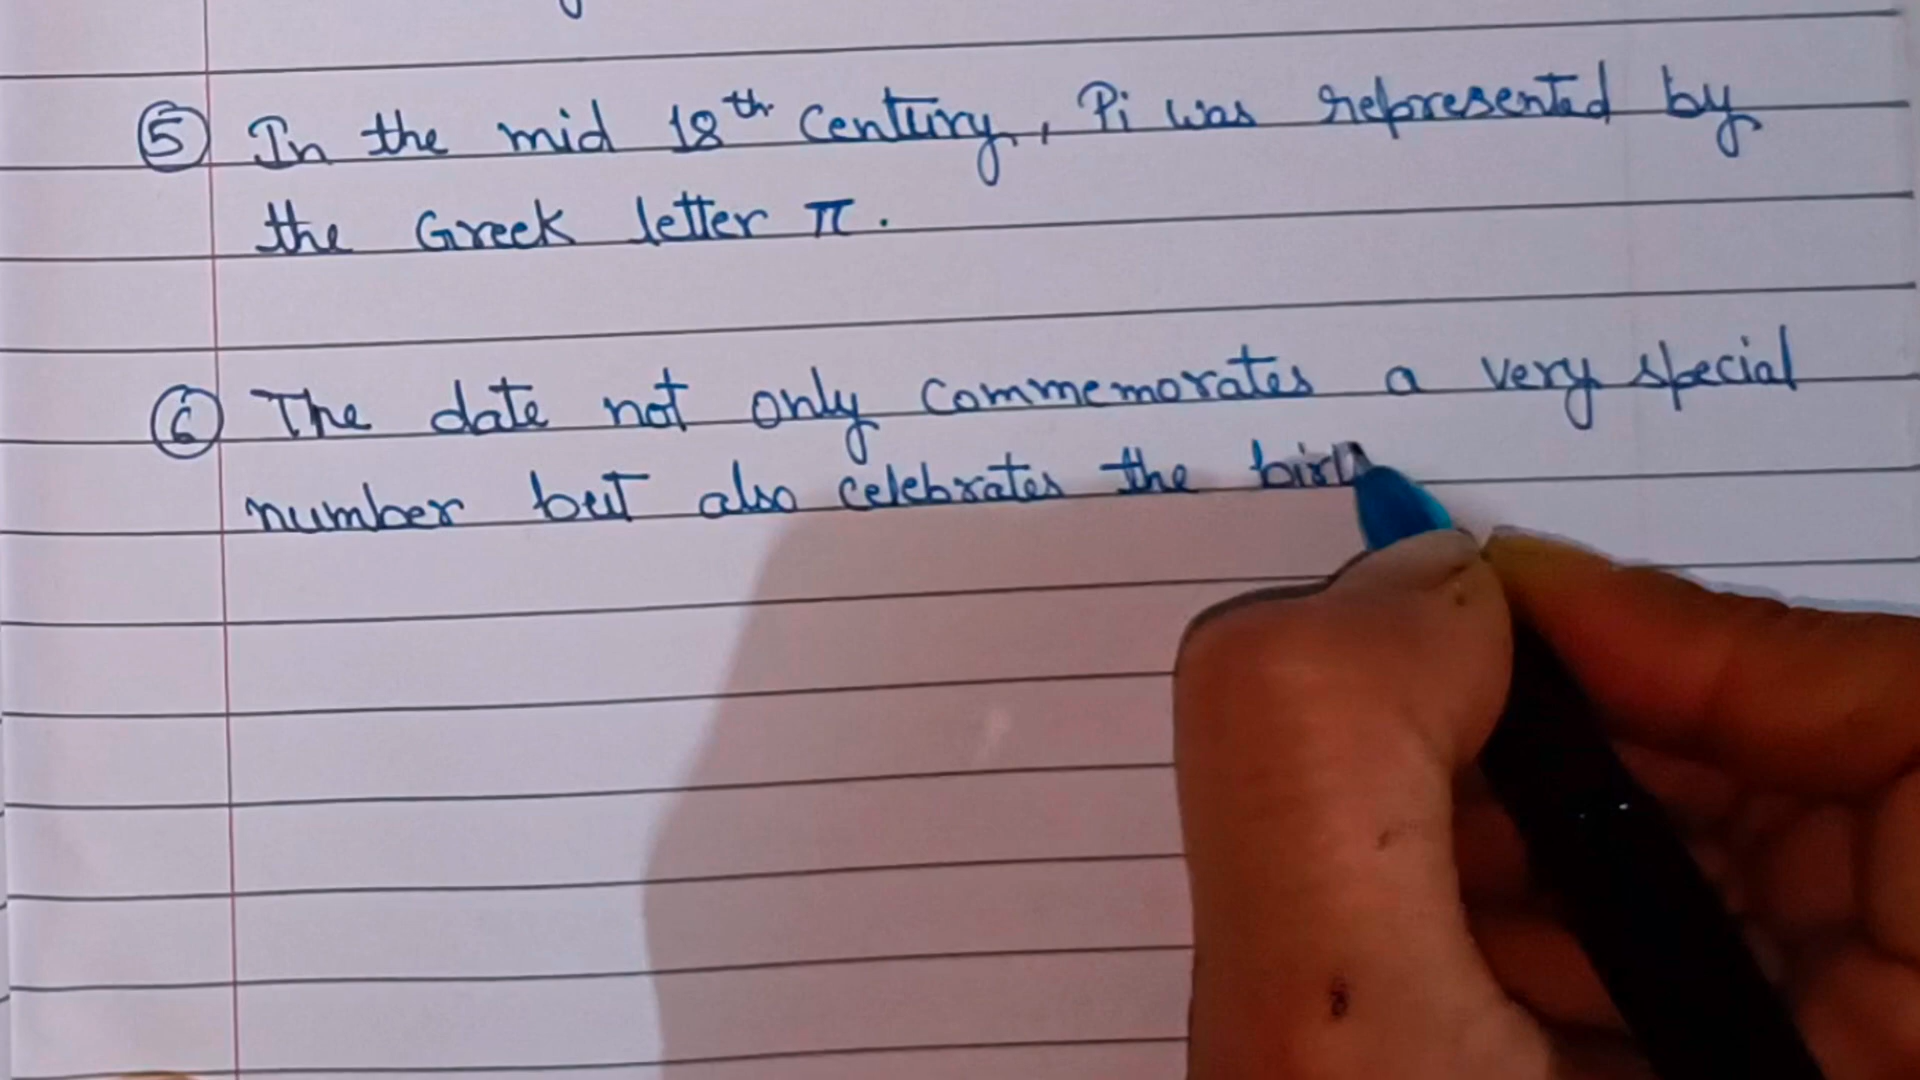 ⑤ In the mid 18th Century, Pi was represented by
the Greek letter π.
⑥ The date not only commemorates a very special
number but also celebrates the